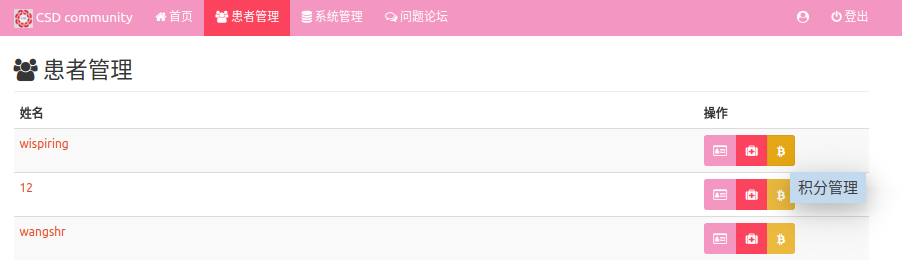 CSD community 首页 患者管理 系统管理 问题论坛 登出
患者管理
姓名 操作
wispiring
积分管理
12
wangshr